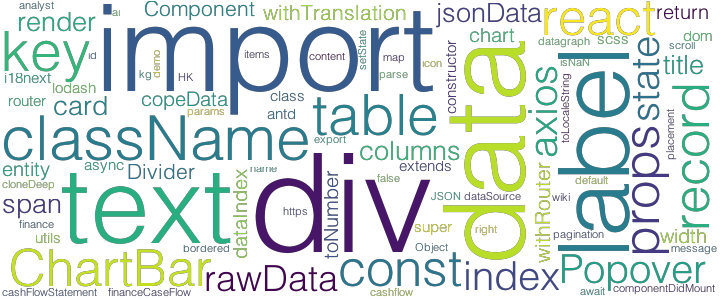 render
analyst
ai
Component
withTranslation
jsonData
react
return
key
import
id
demo
items
content
setState
map
icon
chart
constructor
datagraph
scss
dom
scroll
i18next
kg
HK
parse
isNaN
title
router
lodash
card
copeData
class
params
antd
table
data
axios
label
toLocaleString
state
placement
className
export
columns
props
record
entity
async
Divider
dataIndex
name
false
extends
cloneDeep
text
div
toNumber
JSON
dataSource
withRouter
default
wiki
span
finance
utils
https
super
right
pagination
width
message
bordered
Object
ChartBar
rawData
const
index
Popover
cashFlowStatement
financeCaseFlow
cashflow
await
componentDidMount